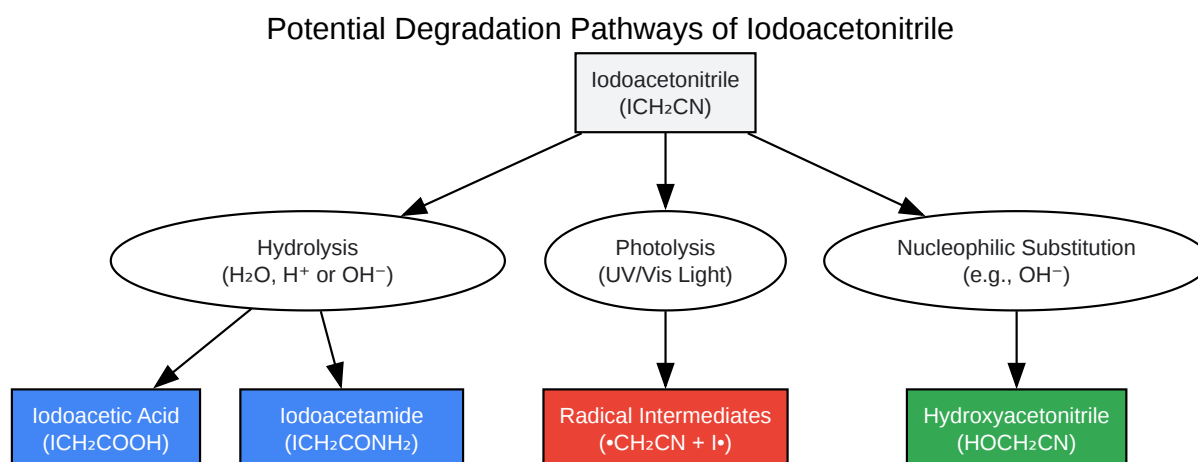 Potential Degradation Pathways of Iodoacetonitrile
Iodoacetonitrile
(ICH₂CN)
Hydrolysis
(H₂O, H⁺ or OH⁻)
Photolysis
(UV/Vis Light)
Nucleophilic Substitution
(e.g., OH⁻)
Iodoacetic Acid
(ICH₂COOH)
Iodoacetamide
(ICH₂CONH₂)
Radical Intermediates
(•CH₂CN + I•)
Hydroxyacetonitrile
(HOCH₂CN)